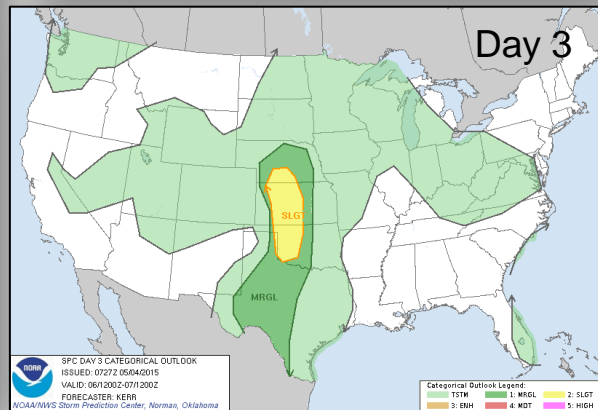 Day 3
SLGT
MRGL
NOAA
SPC DAY 3 CATEGORICAL OUTLOOK
ISSUED: 0727Z 05/04/2015
VALID: 06/1200Z-07/1200Z
FORECASTER: KERR
NOAA/NWS Storm Prediction Center, Norman, Oklahoma
Categorical Outlook Legend:
TSTM 1: MRGL 2: SLGT
3: ENH 4: MDT 5: HIGH